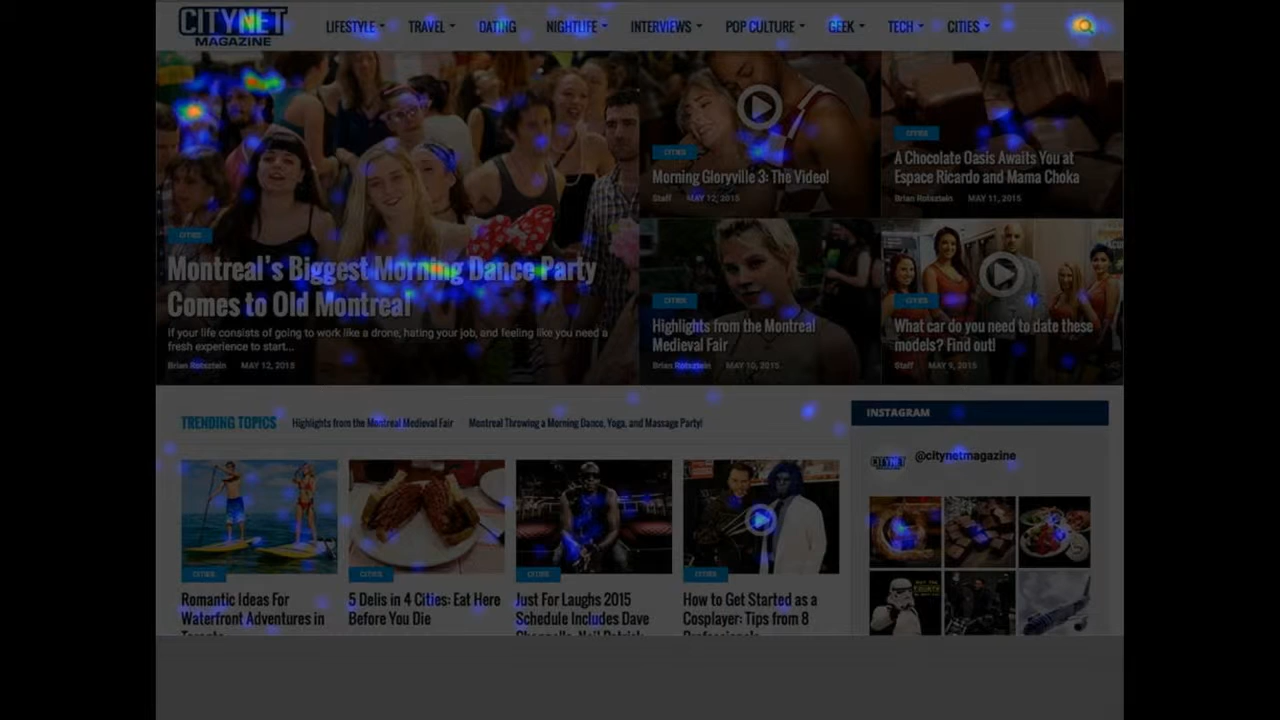 CITYNET
MAGAZINE
LIFESTYLE
TRAVEL
DATING
NIGHTLIFE
INTERVIEWS
POP CULTURE
GEEK
TECH
CITIES
CITIES
Montreal's Biggest Morning Dance Party
Comes to Old Montreal
If your life consists of going to work like a drone, hating your job, and feeling like you need a
fresh experience to start...
Brian Rotsztein MAY 12, 2015
CITIES
Morning Gloryville 3: The Video!
Staff MAY 12, 2015
CITIES
A Chocolate Oasis Awaits You at
Espace Ricardo and Mama Choka
Brian Rotsztein MAY 11, 2015
CITIES
Highlights from the Montreal
Medieval Fair
Brian Rotsztein MAY 10, 2015
CITIES
What car do you need to date these
models? Find out!
Staff MAY 9, 2015
TRENDING TOPICS
Highlights from the Montreal Medieval Fair
Montreal Throwing a Morning Dance, Yoga, and Massage Party!
CITIES
Romantic Ideas For
Waterfront Adventures in
Toronto
CITIES
5 Delis in 4 Cities: Eat Here
Before You Die
CITIES
Just For Laughs 2015
Schedule Includes Dave
Chappelle, Neil Patrick
CITIES
How to Get Started as a
Cosplayer: Tips from 8
Professionals
INSTAGRAM
CITYNET
@citynetmagazine